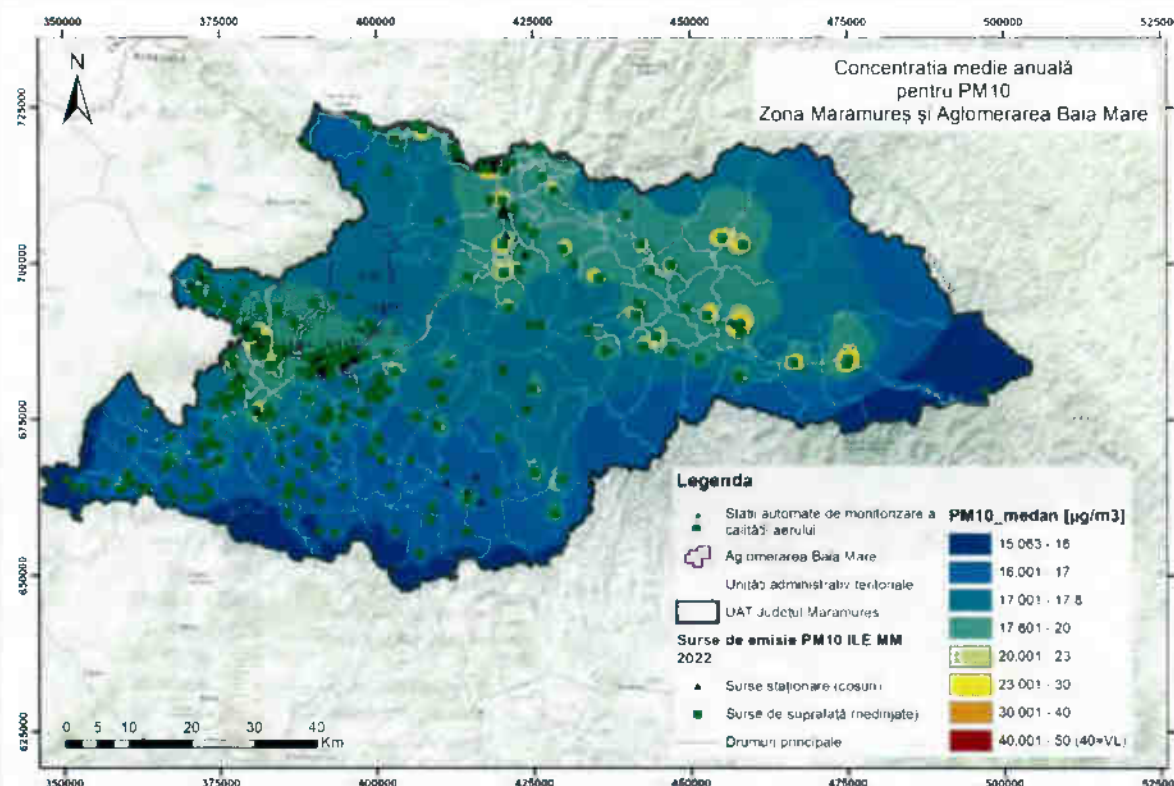 350000 375000 400000 425000 450000 475000 500000 52500
N
Concentratia medie anuală
pentru PM10
Zona Maramureș și Aglomerarea Baia Mare
725000
700000
675000
650000
625000
Legenda
Statii automate de monitorizare a
calității aerului
Aglomerarea Baia Mare
Unități administrativ teritoriale
UAT Județul Maramureș
Surse de emisie PM10 ILE MM
2022
Surse staționare (cosuri)
Surse de suprafață (nedirijate)
Drumuri principale
PM10_medan [µg/m3]
15.063 - 16
16.001 - 17
17.001 - 17.8
17.801 - 20
20.001 - 23
23.001 - 30
30.001 - 40
40.001 - 50 (40=VL)
0 5 10 20 30 40
Km
350000 375000 400000 425000 450000 475000 500000 52500